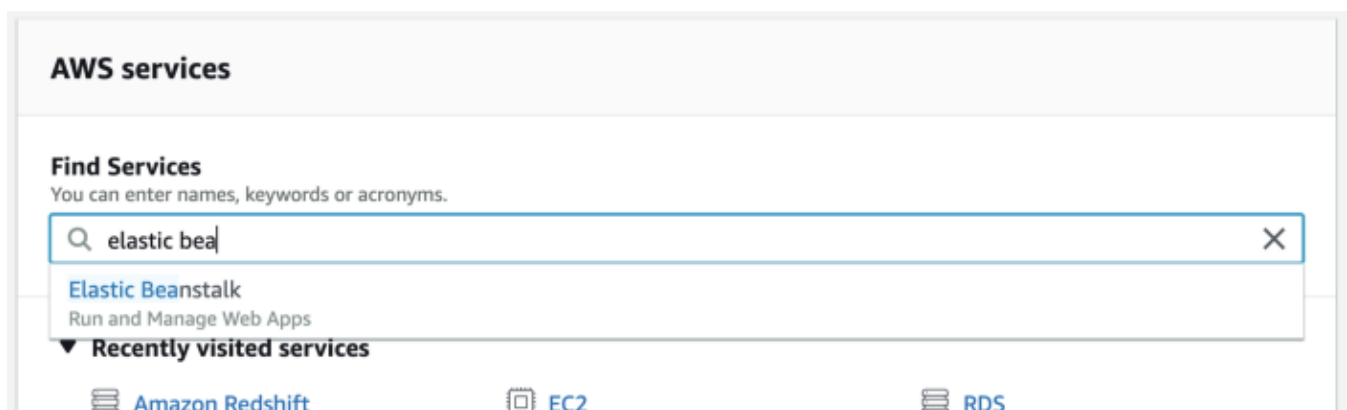 AWS services
Find Services
You can enter names, keywords or acronyms.
elastic bea
Elastic Beanstalk
Run and Manage Web Apps
Recently visited services
Amazon Redshift EC2 RDS